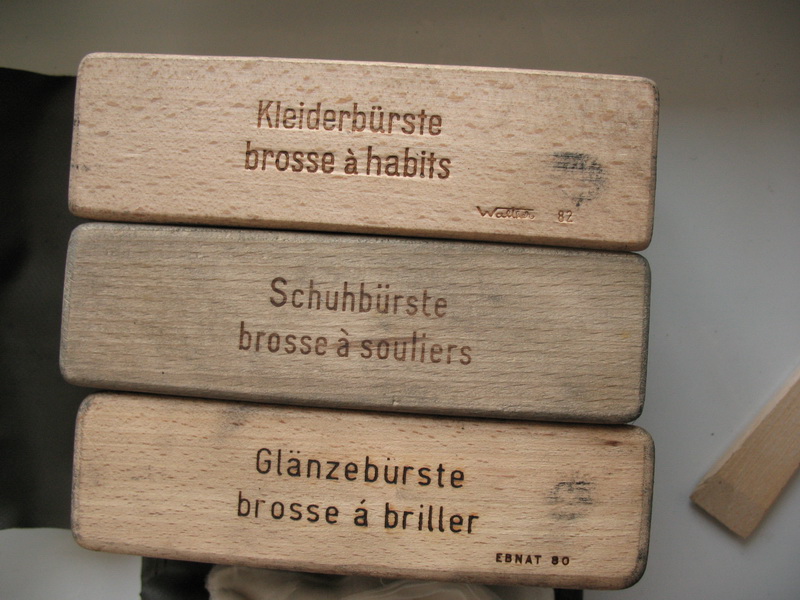 Kleiderbürste
brosse à habits
Walter 82
Schuhbürste
brosse à souliers
Glänzebürste
brosse á briller
EBNAT 80